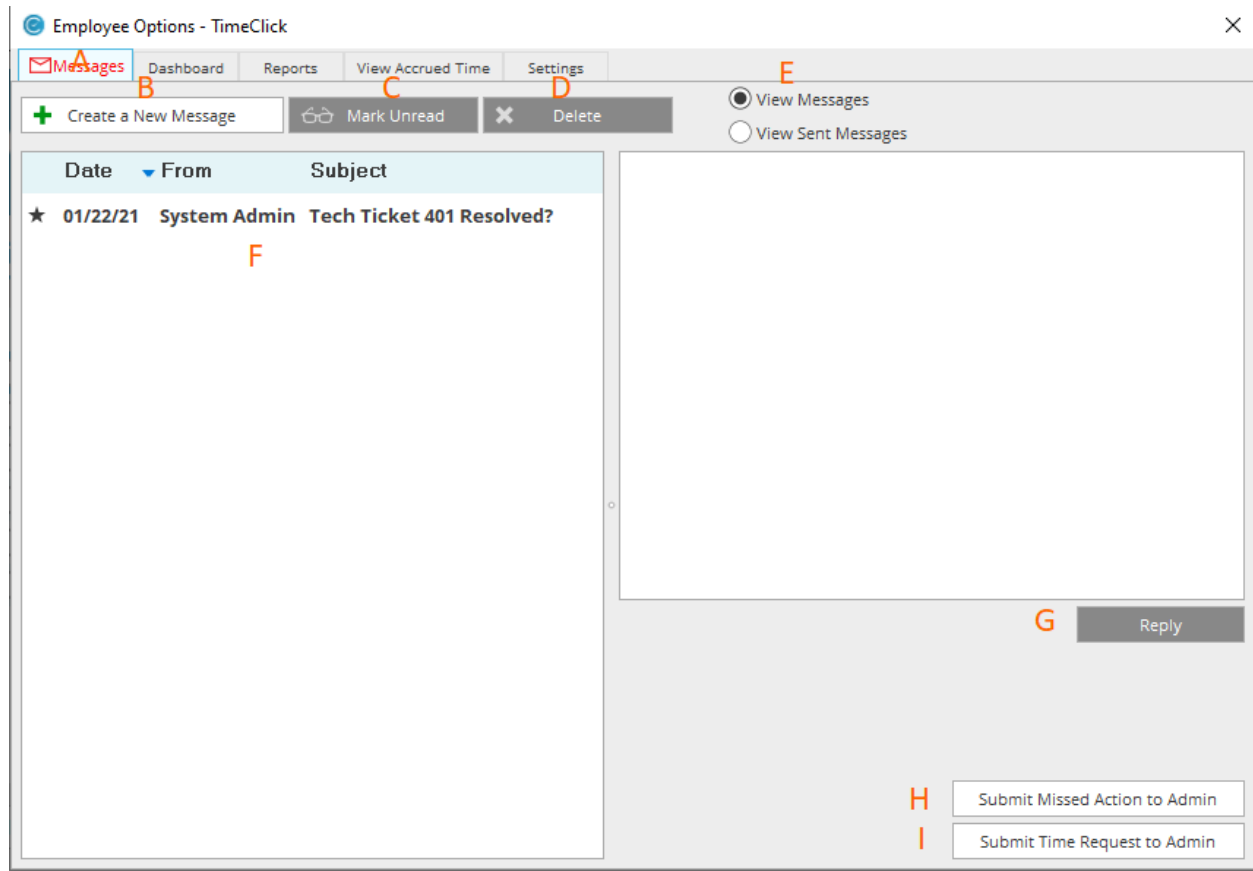 Employee Options - TimeClick
A
Messages Dashboard Reports View Accrued Time Settings
B C D E
Create a New Message Mark Unread Delete
View Messages
View Sent Messages
Date From Subject
01/22/21 System Admin Tech Ticket 401 Resolved?
F
G Reply
H Submit Missed Action to Admin
I Submit Time Request to Admin